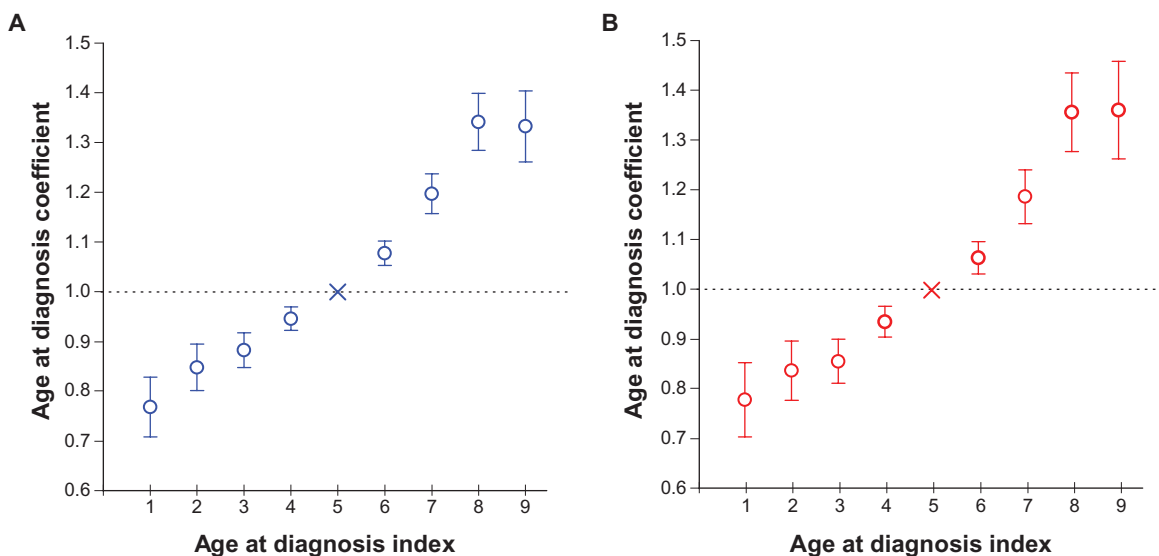 A
Age at diagnosis coefficient
1.5
1.4
1.3
1.2
1.1
1.0
0.9
0.8
0.7
0.6
1 2 3 4 5 6 7 8 9
Age at diagnosis index
B
Age at diagnosis coefficient
1.5
1.4
1.3
1.2
1.1
1.0
0.9
0.8
0.7
0.6
1 2 3 4 5 6 7 8 9
Age at diagnosis index